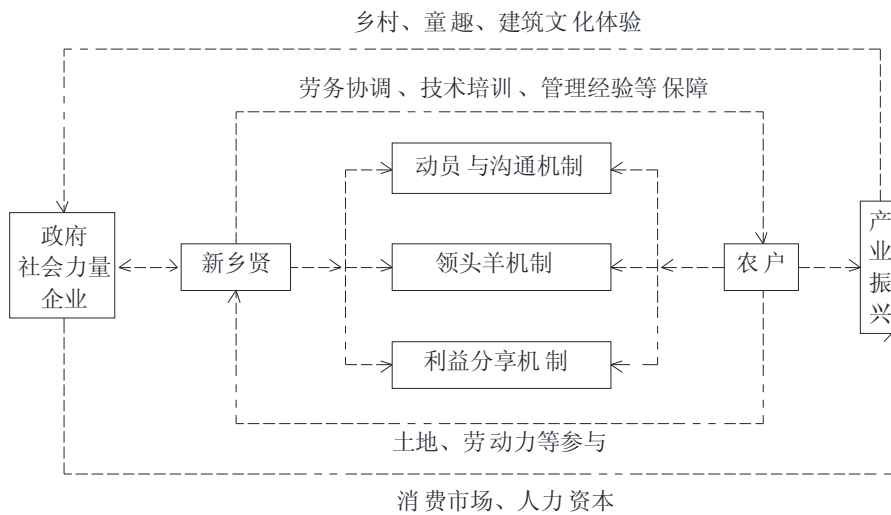 乡村、童趣、建筑文化体验
劳务协调、技术培训、管理经验等保障
动员与沟通机制
政府
社会力量
企业
新乡贤
领头羊机制
农户
产
业
振
兴
利益分享机制
土地、劳动力等参与
消费市场、人力资本